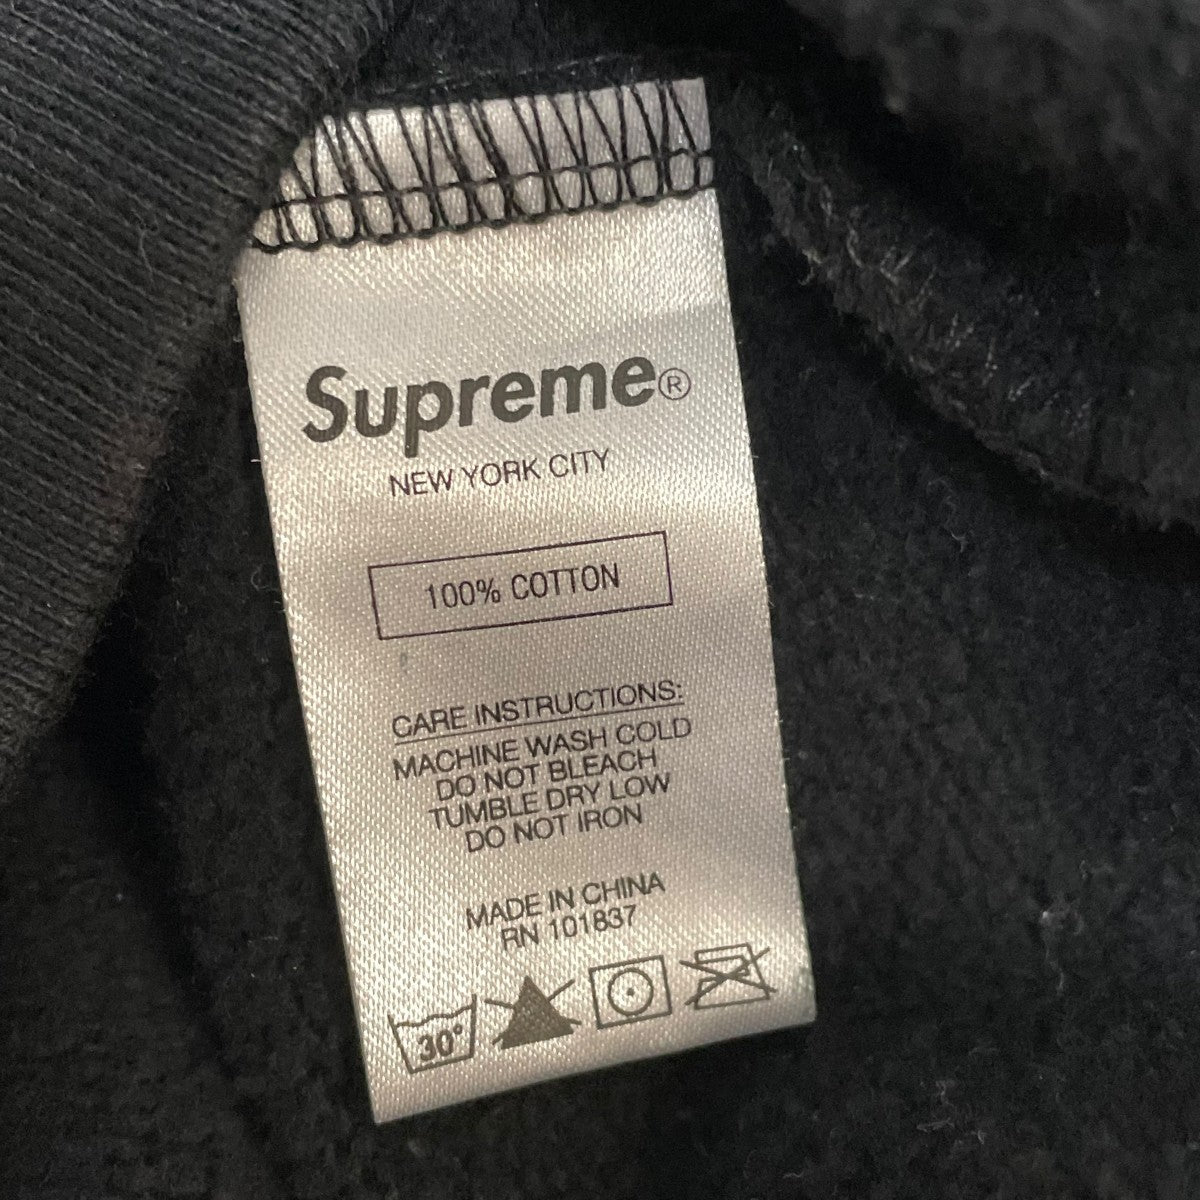 Supreme®
NEW YORK CITY
100% COTTON
CARE INSTRUCTIONS:
MACHINE WASH COLD
DO NOT BLEACH
TUMBLE DRY LOW
DO NOT IRON
MADE IN CHINA
RN 101837
30°